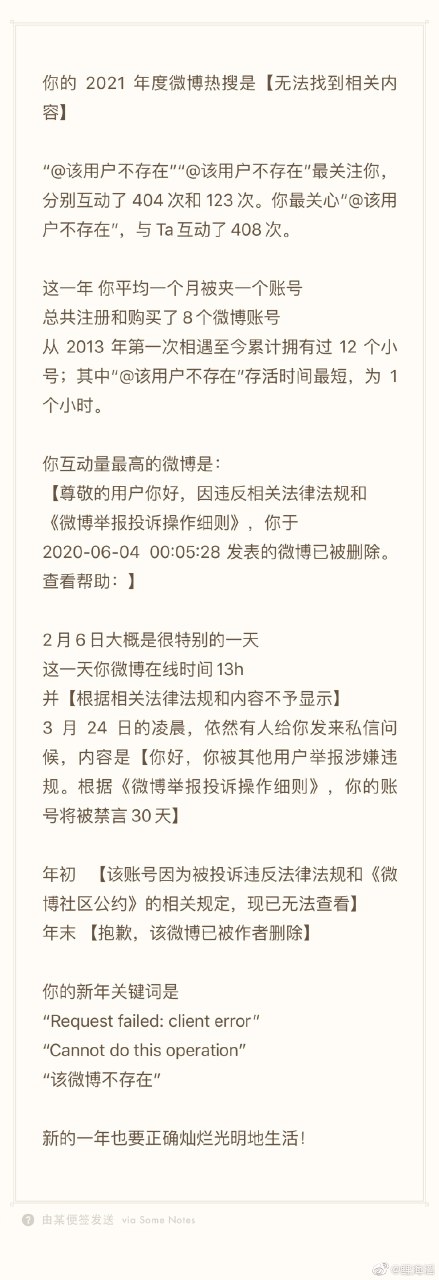 你的 2021 年度微博热搜是【无法找到相关内
容】
“@该用户不存在”“@该用户不存在”最关注你，
分别互动了 404 次和 123 次。你最关心“@该用
户不存在”，与 Ta 互动了 408 次。
这一年 你平均一个月被夹一个账号
总共注册和购买了 8 个微博账号
从 2013 年第一次相遇至今累计拥有过 12 个小
号；其中“@该用户不存在”存活时间最短，为 1
个小时。
你互动量最高的微博是：
【尊敬的用户你好，因违反相关法律法规和
《微博举报投诉操作细则》，你于
2020-06-04 00:05:28 发表的微博已被删除。
查看帮助：】
2 月 6 日大概是很特别的一天
这一天你微博在线时间 13h
并【根据相关法律法规和内容不予显示】
3 月 24 日的凌晨，依然有人给你发来私信问
候，内容是【你好，你被其他用户举报涉嫌违
规。根据《微博举报投诉操作细则》，你的账
号将被禁言 30 天】
年初 【该账号因为被投诉违反法律法规和《微
博社区公约》的相关规定，现已无法查看】
年末 【抱歉，该微博已被作者删除】
你的新年关键词是
“Request failed: client error”
“Cannot do this operation”
“该微博不存在”
新的一年也要正确灿烂光明地生活！
由某便签发送 via Some Notes